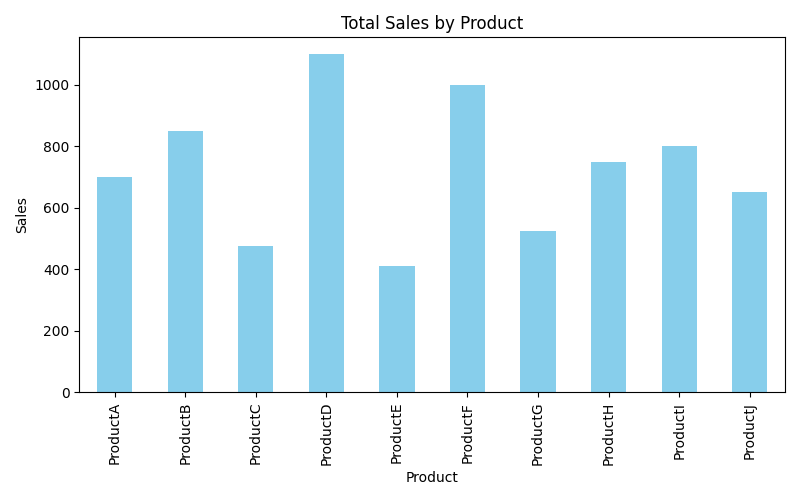 Total Sales by Product
Sales
1000
800
600
400
200
0
ProductA
ProductB
ProductC
ProductD
ProductE
ProductF
ProductG
ProductH
ProductI
ProductJ
Product